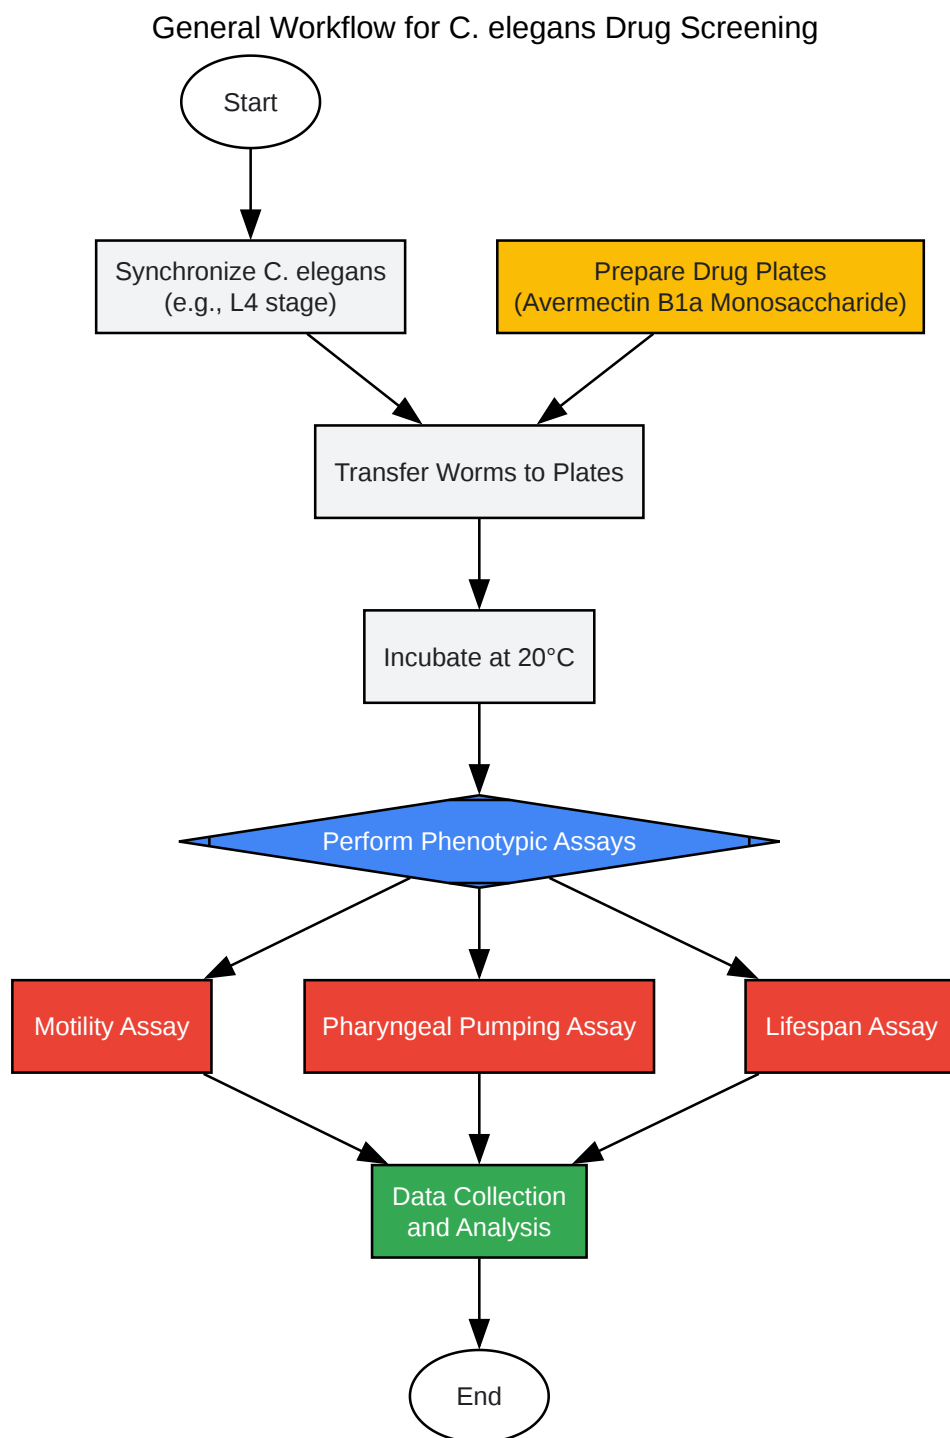 General Workflow for C. elegans Drug Screening
Start
Synchronize C. elegans
(e.g., L4 stage)
Prepare Drug Plates
(Avermectin B1a Monosaccharide)
Transfer Worms to Plates
Incubate at 20°C
Perform Phenotypic Assays
Motility Assay
Pharyngeal Pumping Assay
Lifespan Assay
Data Collection
and Analysis
End